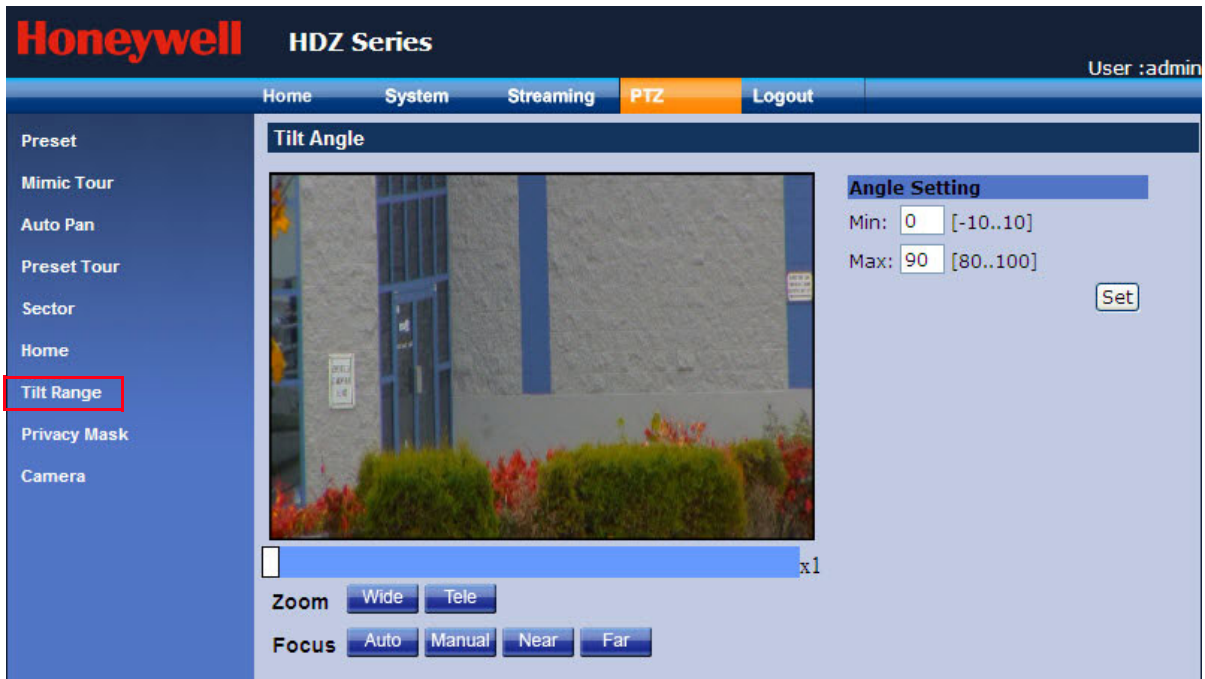 Honeywell HDZ Series
User :admin
Home System Streaming PTZ Logout
Preset
Mimic Tour
Auto Pan
Preset Tour
Sector
Home
Tilt Range
Privacy Mask
Camera
Tilt Angle
Angle Setting
Min: 0 [-10..10]
Max: 90 [80..100]
Set
x1
Zoom Wide Tele
Focus Auto Manual Near Far